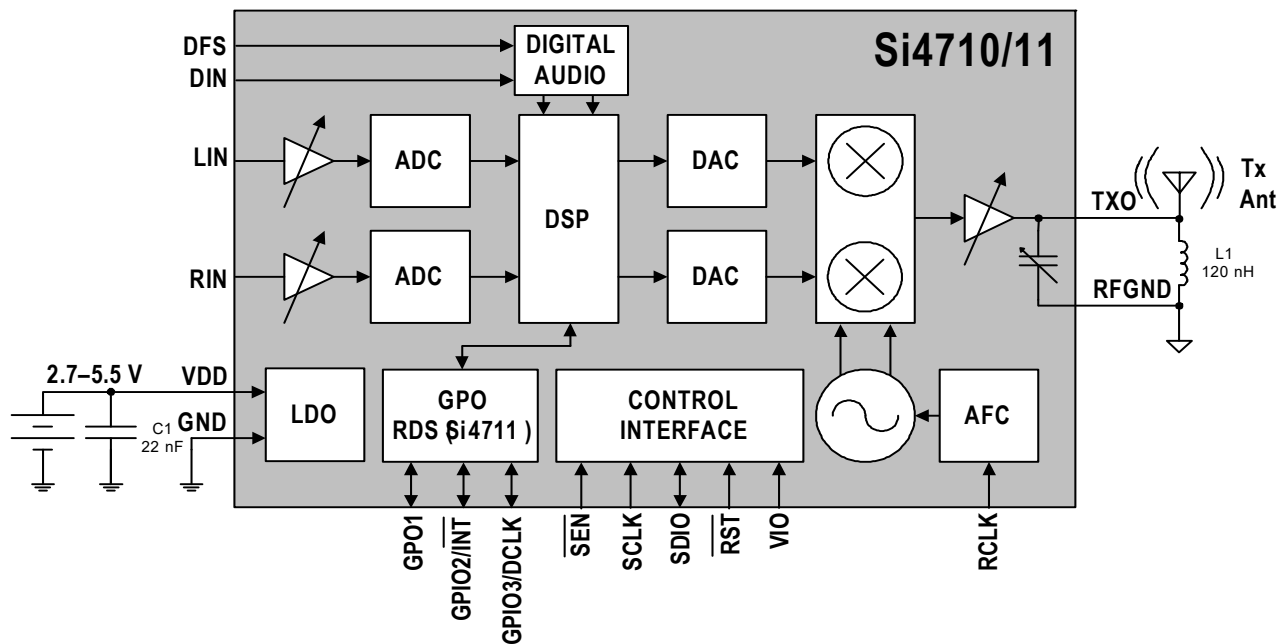 DFS
DIN
DIGITAL
AUDIO
Si4710/11
LIN
ADC
DSP
DAC
TXO
Tx
Ant
RIN
ADC
DAC
L1
120 nH
RFGND
2.7–5.5 V
VDD
GND
C1
22 nF
LDO
GPO
RDS (Si4711)
CONTROL
INTERFACE
AFC
GPO1
GPIO2/INT
GPIO3/DCLK
SEN
SCLK
SDIO
RST
VIO
RCLK